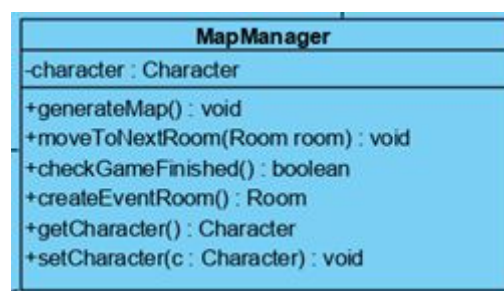 MapManager
-character : Character
+generateMap() : void
+moveToNextRoom(Room room) : void
+checkGameFinished() : boolean
+createEventRoom() : Room
+getCharacter() : Character
+setCharacter(c : Character) : void